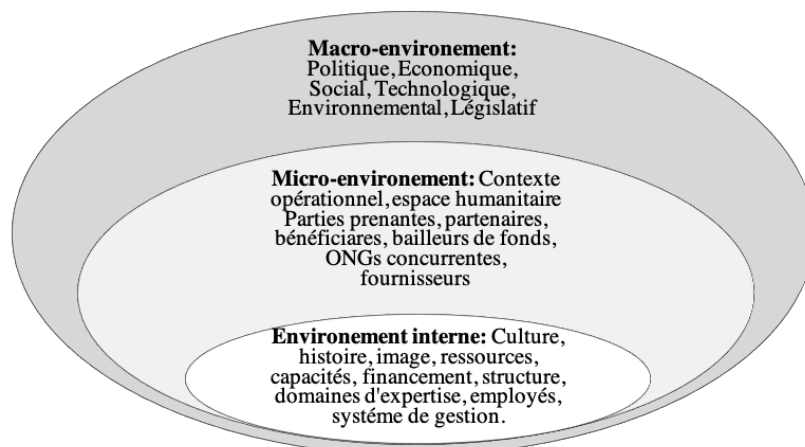 Macro-environement:
Politique, Economique,
Social, Technologique,
Environnemental, Législatif
Micro-environement: Contexte
opérationnel, espace humanitaire
Parties prenantes, partenaires,
bénéficiares, bailleurs de fonds,
ONGs concurrentes,
fournisseurs
Environement interne: Culture,
histoire, image, ressources,
capacités, financement, structure,
domaines d'expertise, employés,
systéme de gestion.